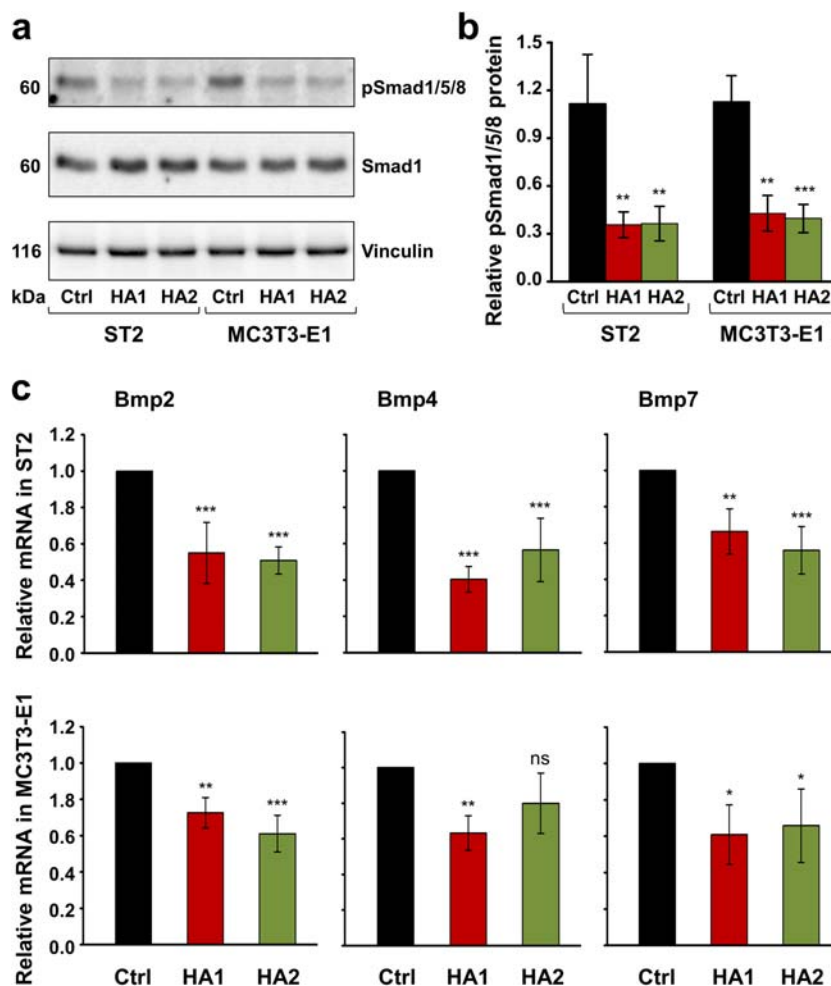 a
60
pSmad1/5/8
60
Smad1
116
Vinculin
kDa
Ctrl HA1 HA2 Ctrl HA1 HA2
ST2 MC3T3-E1
b
Relative pSmad1/5/8 protein
1.5
1.2
0.9
0.6
0.3
0.0
** ** ** ***
Ctrl HA1 HA2 Ctrl HA1 HA2
ST2 MC3T3-E1
c
Bmp2 Bmp4 Bmp7
Relative mRNA in ST2
1.2
1.0
1.8
0.6
0.4
0.2
0.0
*** ***
*** ***
** ***
Relative mRNA in MC3T3-E1
1.2
1.0
1.8
0.6
0.4
0.2
0.0
** ***
** ns
* *
Ctrl HA1 HA2 Ctrl HA1 HA2 Ctrl HA1 HA2